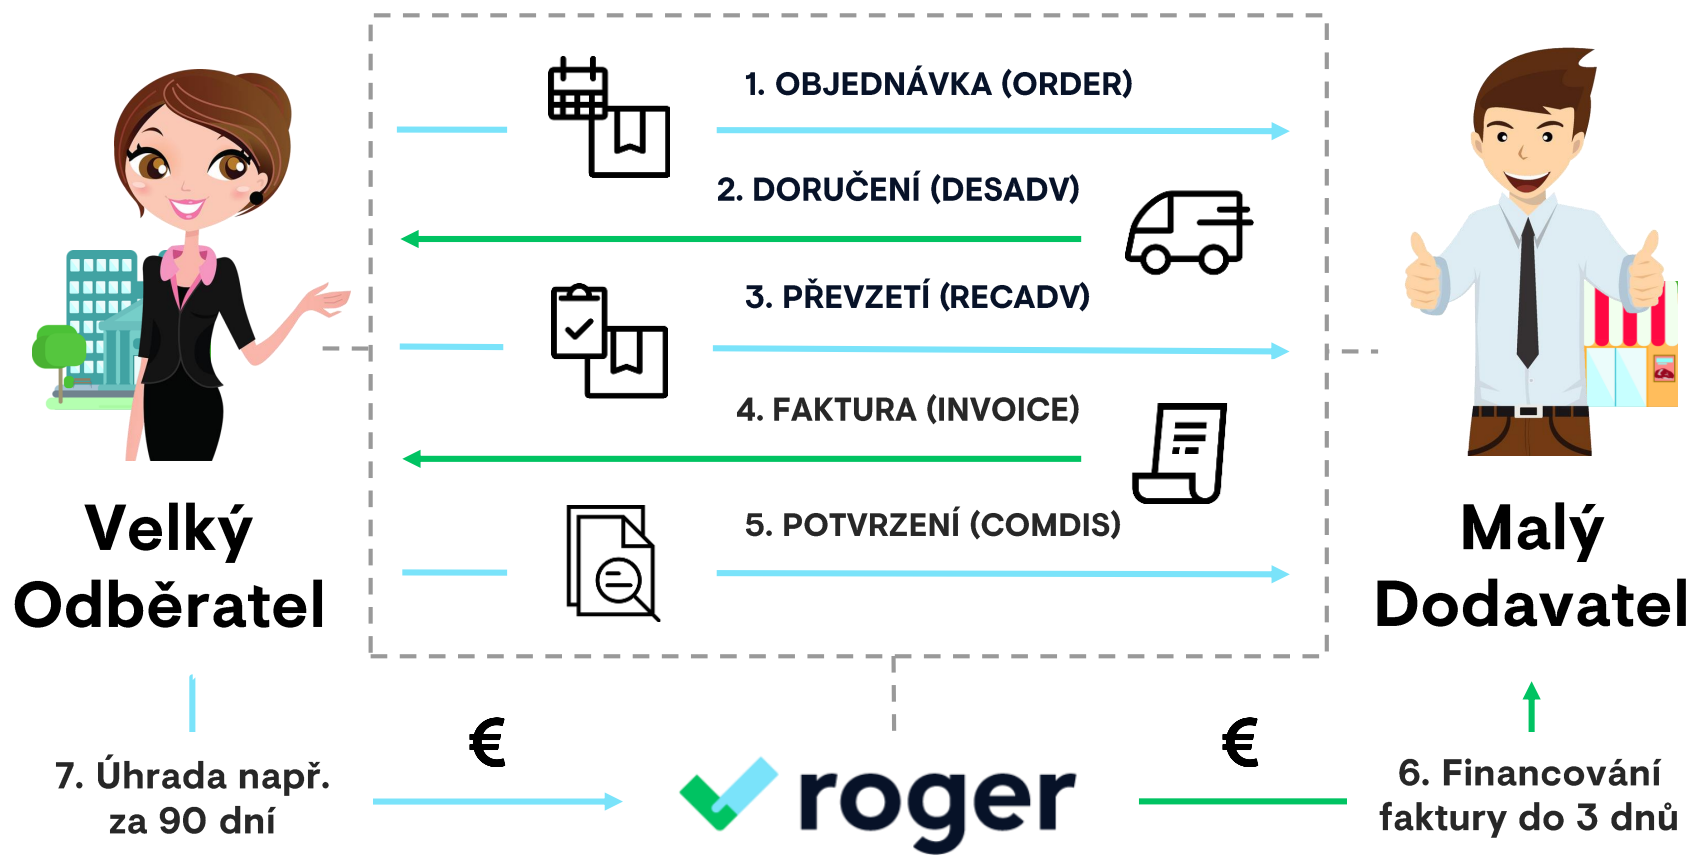 1. OBJEDNÁVKA (ORDER)
2. DORUČENÍ (DESADV)
3. PŘEVZETÍ (RECADV)
4. FAKTURA (INVOICE)
5. POTVRZENÍ (COMDIS)
Velký
Odběratel
Malý
Dodavatel
€
€
7. Úhrada např.
za 90 dní
roger
6. Financování
faktury do 3 dnů